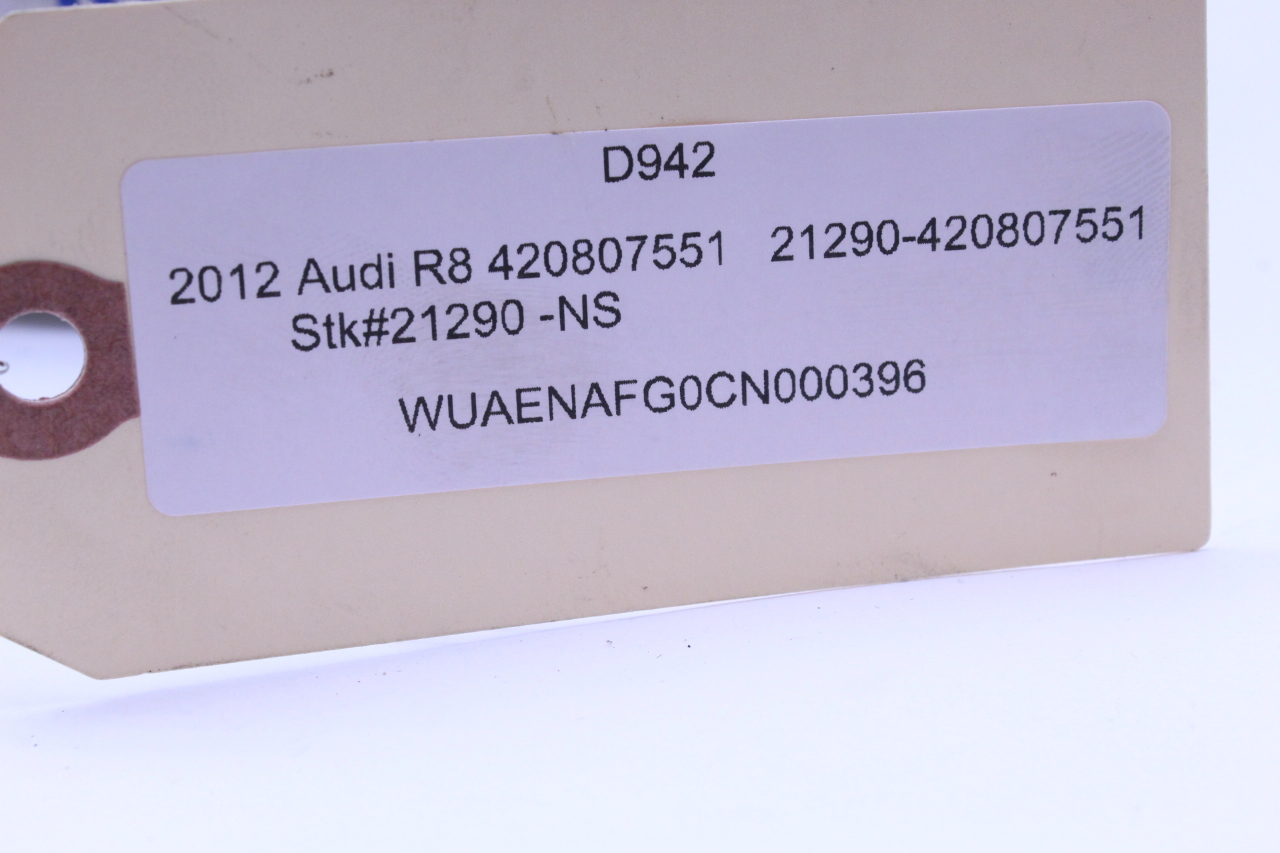 D942
2012 Audi R8 420807551 21290-420807551
Stk#21290 -NS
WUAENAFG0CN000396